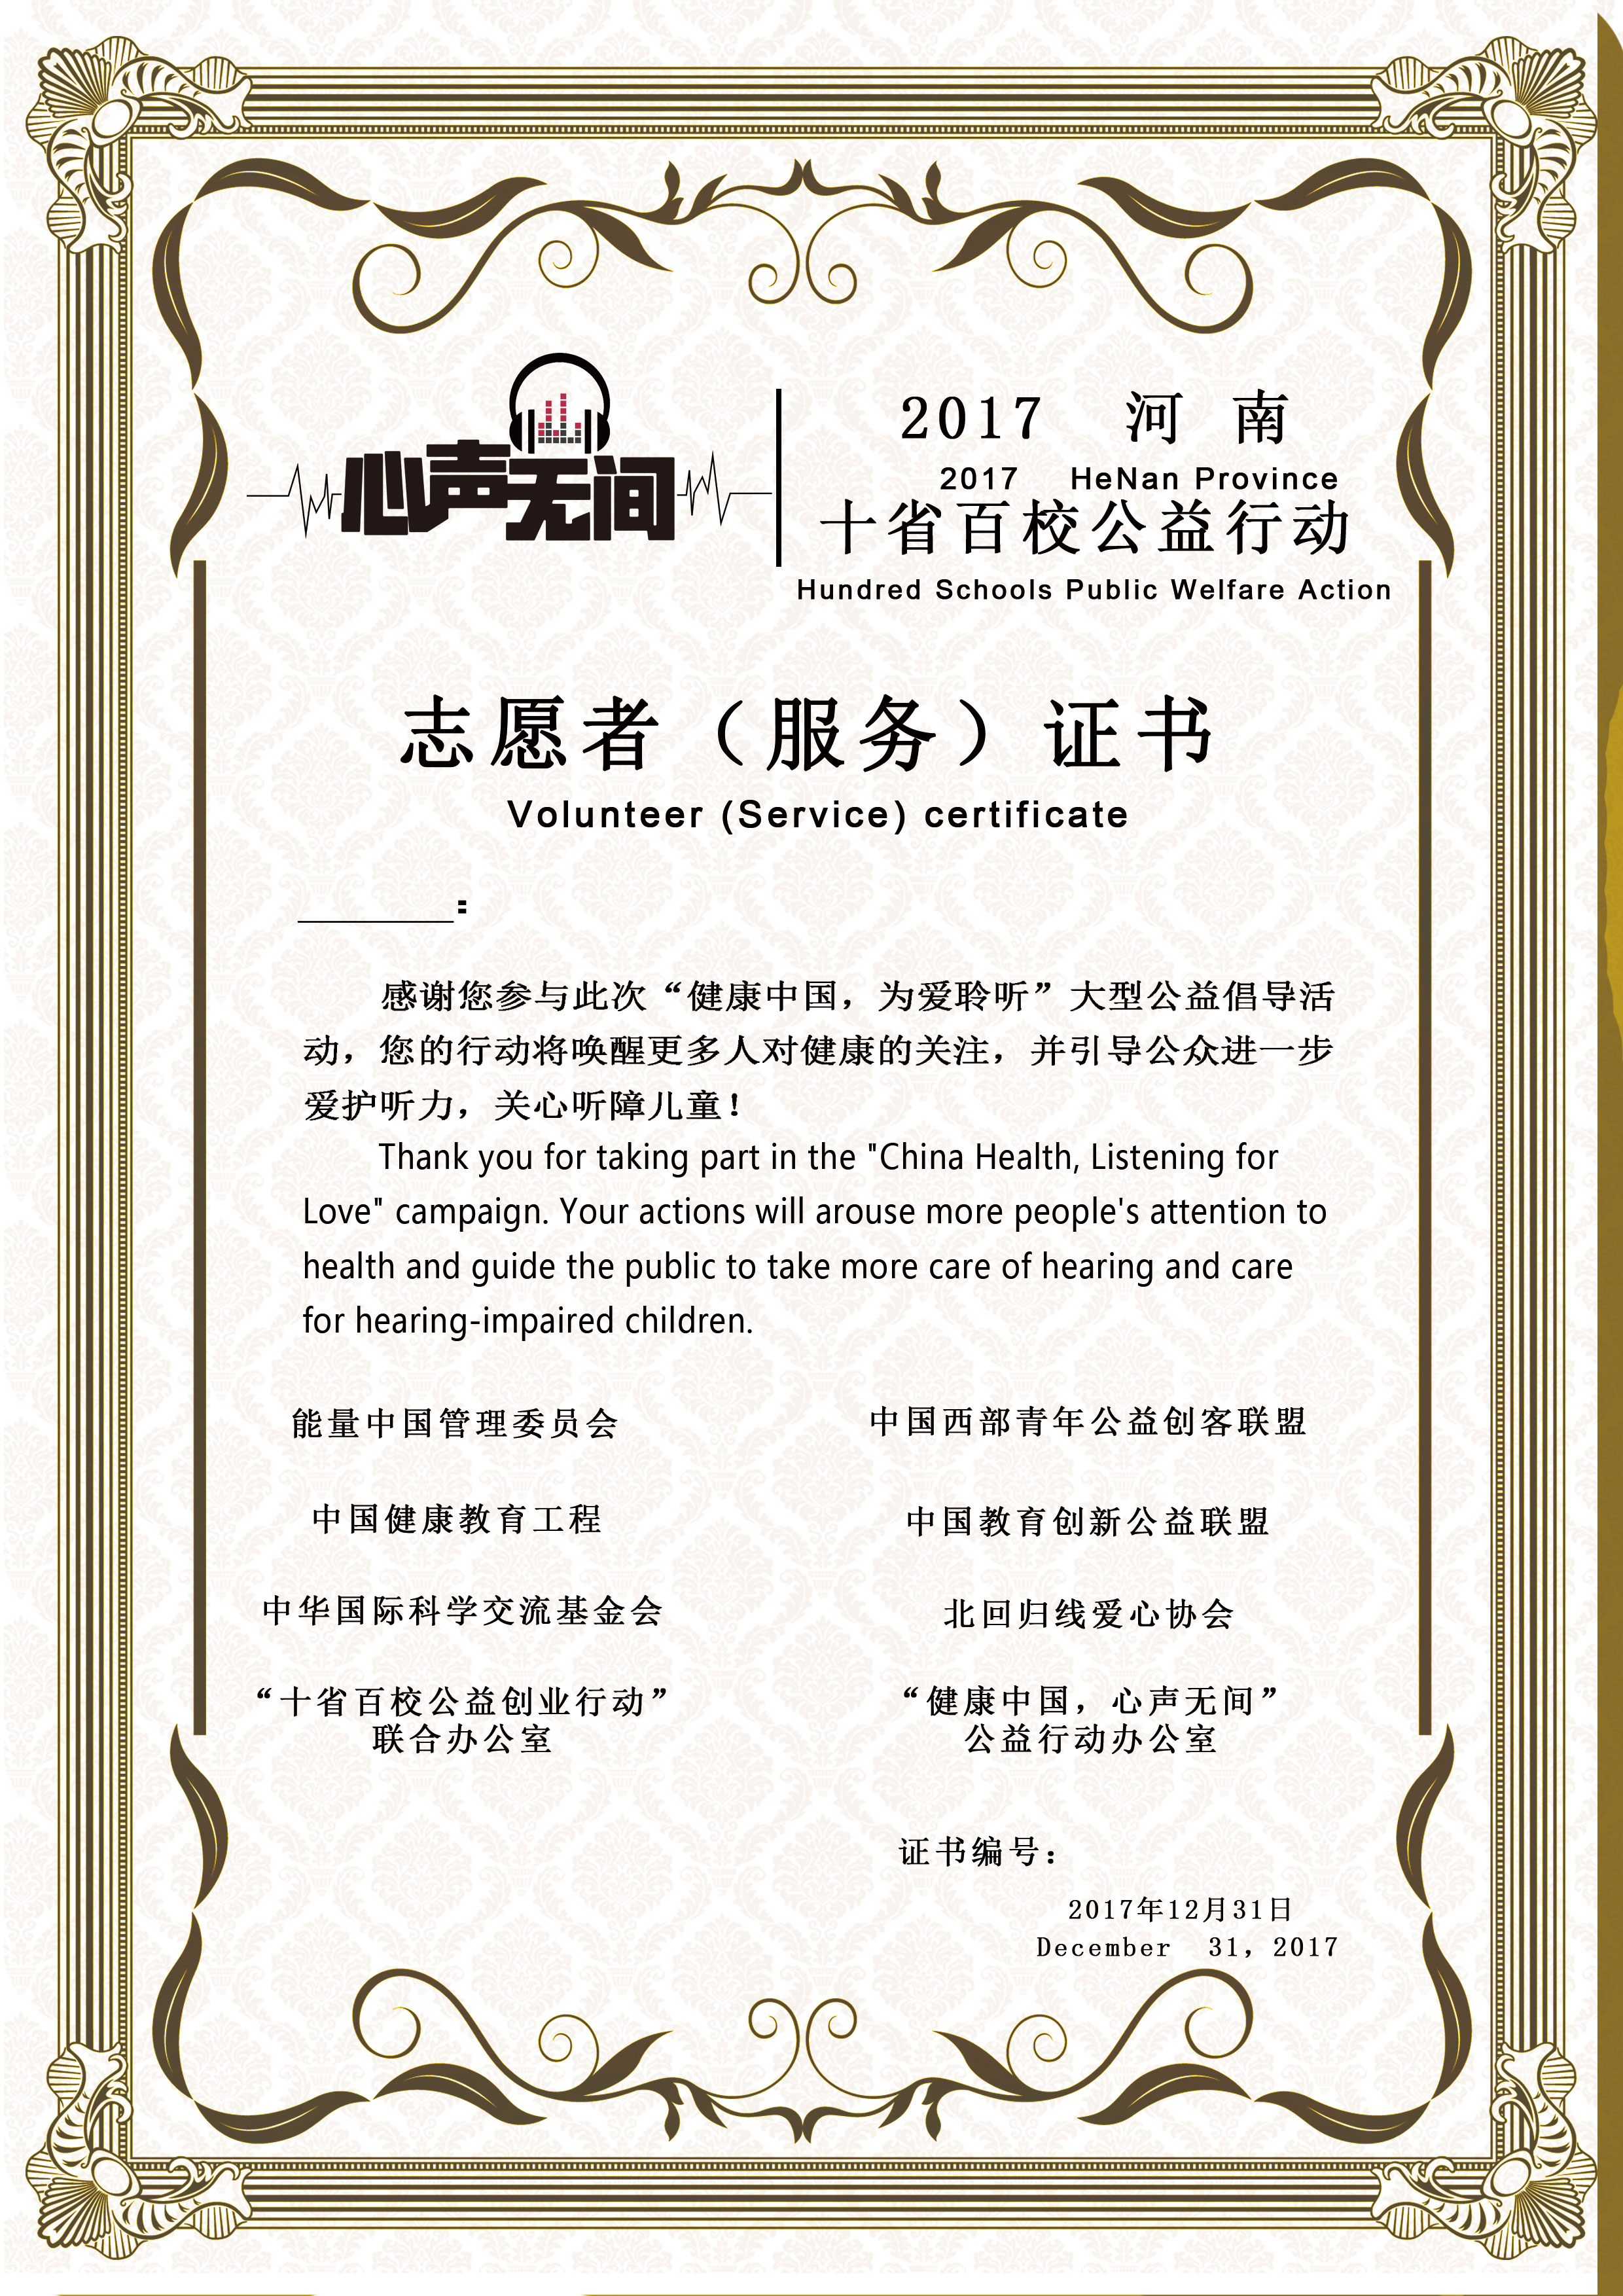 心声无间
2017 河 南
2017 HeNan Province
十省百校公益行动
Hundred Schools Public Welfare Action
志愿者（服务）证书
Volunteer (Service) certificate
________：
感谢您参与此次“健康中国，为爱聆听”大型公益倡导活
动，您的行动将唤醒更多人对健康的关注，并引导公众进一步
爱护听力，关心听障儿童！
Thank you for taking part in the "China Health, Listening for
Love" campaign. Your actions will arouse more people's attention to
health and guide the public to take more care of hearing and care
for hearing-impaired children.
能量中国管理委员会
中国西部青年公益创客联盟
中国健康教育工程
中国教育创新公益联盟
中华国际科学交流基金会
北回归线爱心协会
“十省百校公益创业行动”
联合办公室
“健康中国，心声无间”
公益行动办公室
证书编号：
2017年12月31日
December 31, 2017